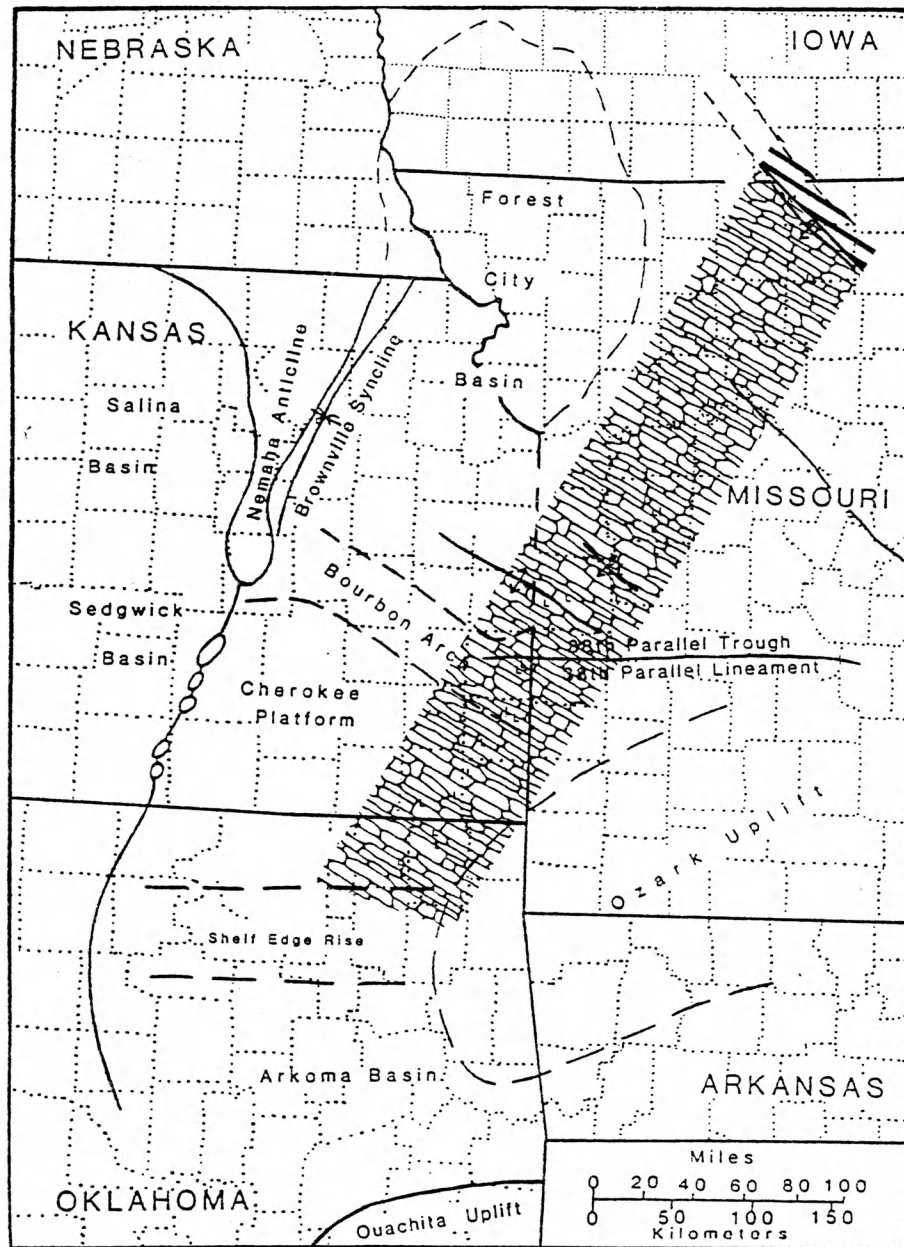 NEBRASKA
IOWA
Forest
City
Basin
KANSAS
Salina
Basin
Nemaha Anticline
Brownville Syncline
MISSOURI
Bourbon Arch
Sedgwick
Basin
38th Parallel Trough
38th Parallel Lineament
Cherokee
Platform
Ozark Uplift
Shelf Edge Rise
Arkoma Basin
ARKANSAS
OKLAHOMA
Ouachita Uplift
Miles
0 20 40 60 80 100
0 50 100 150
Kilometers